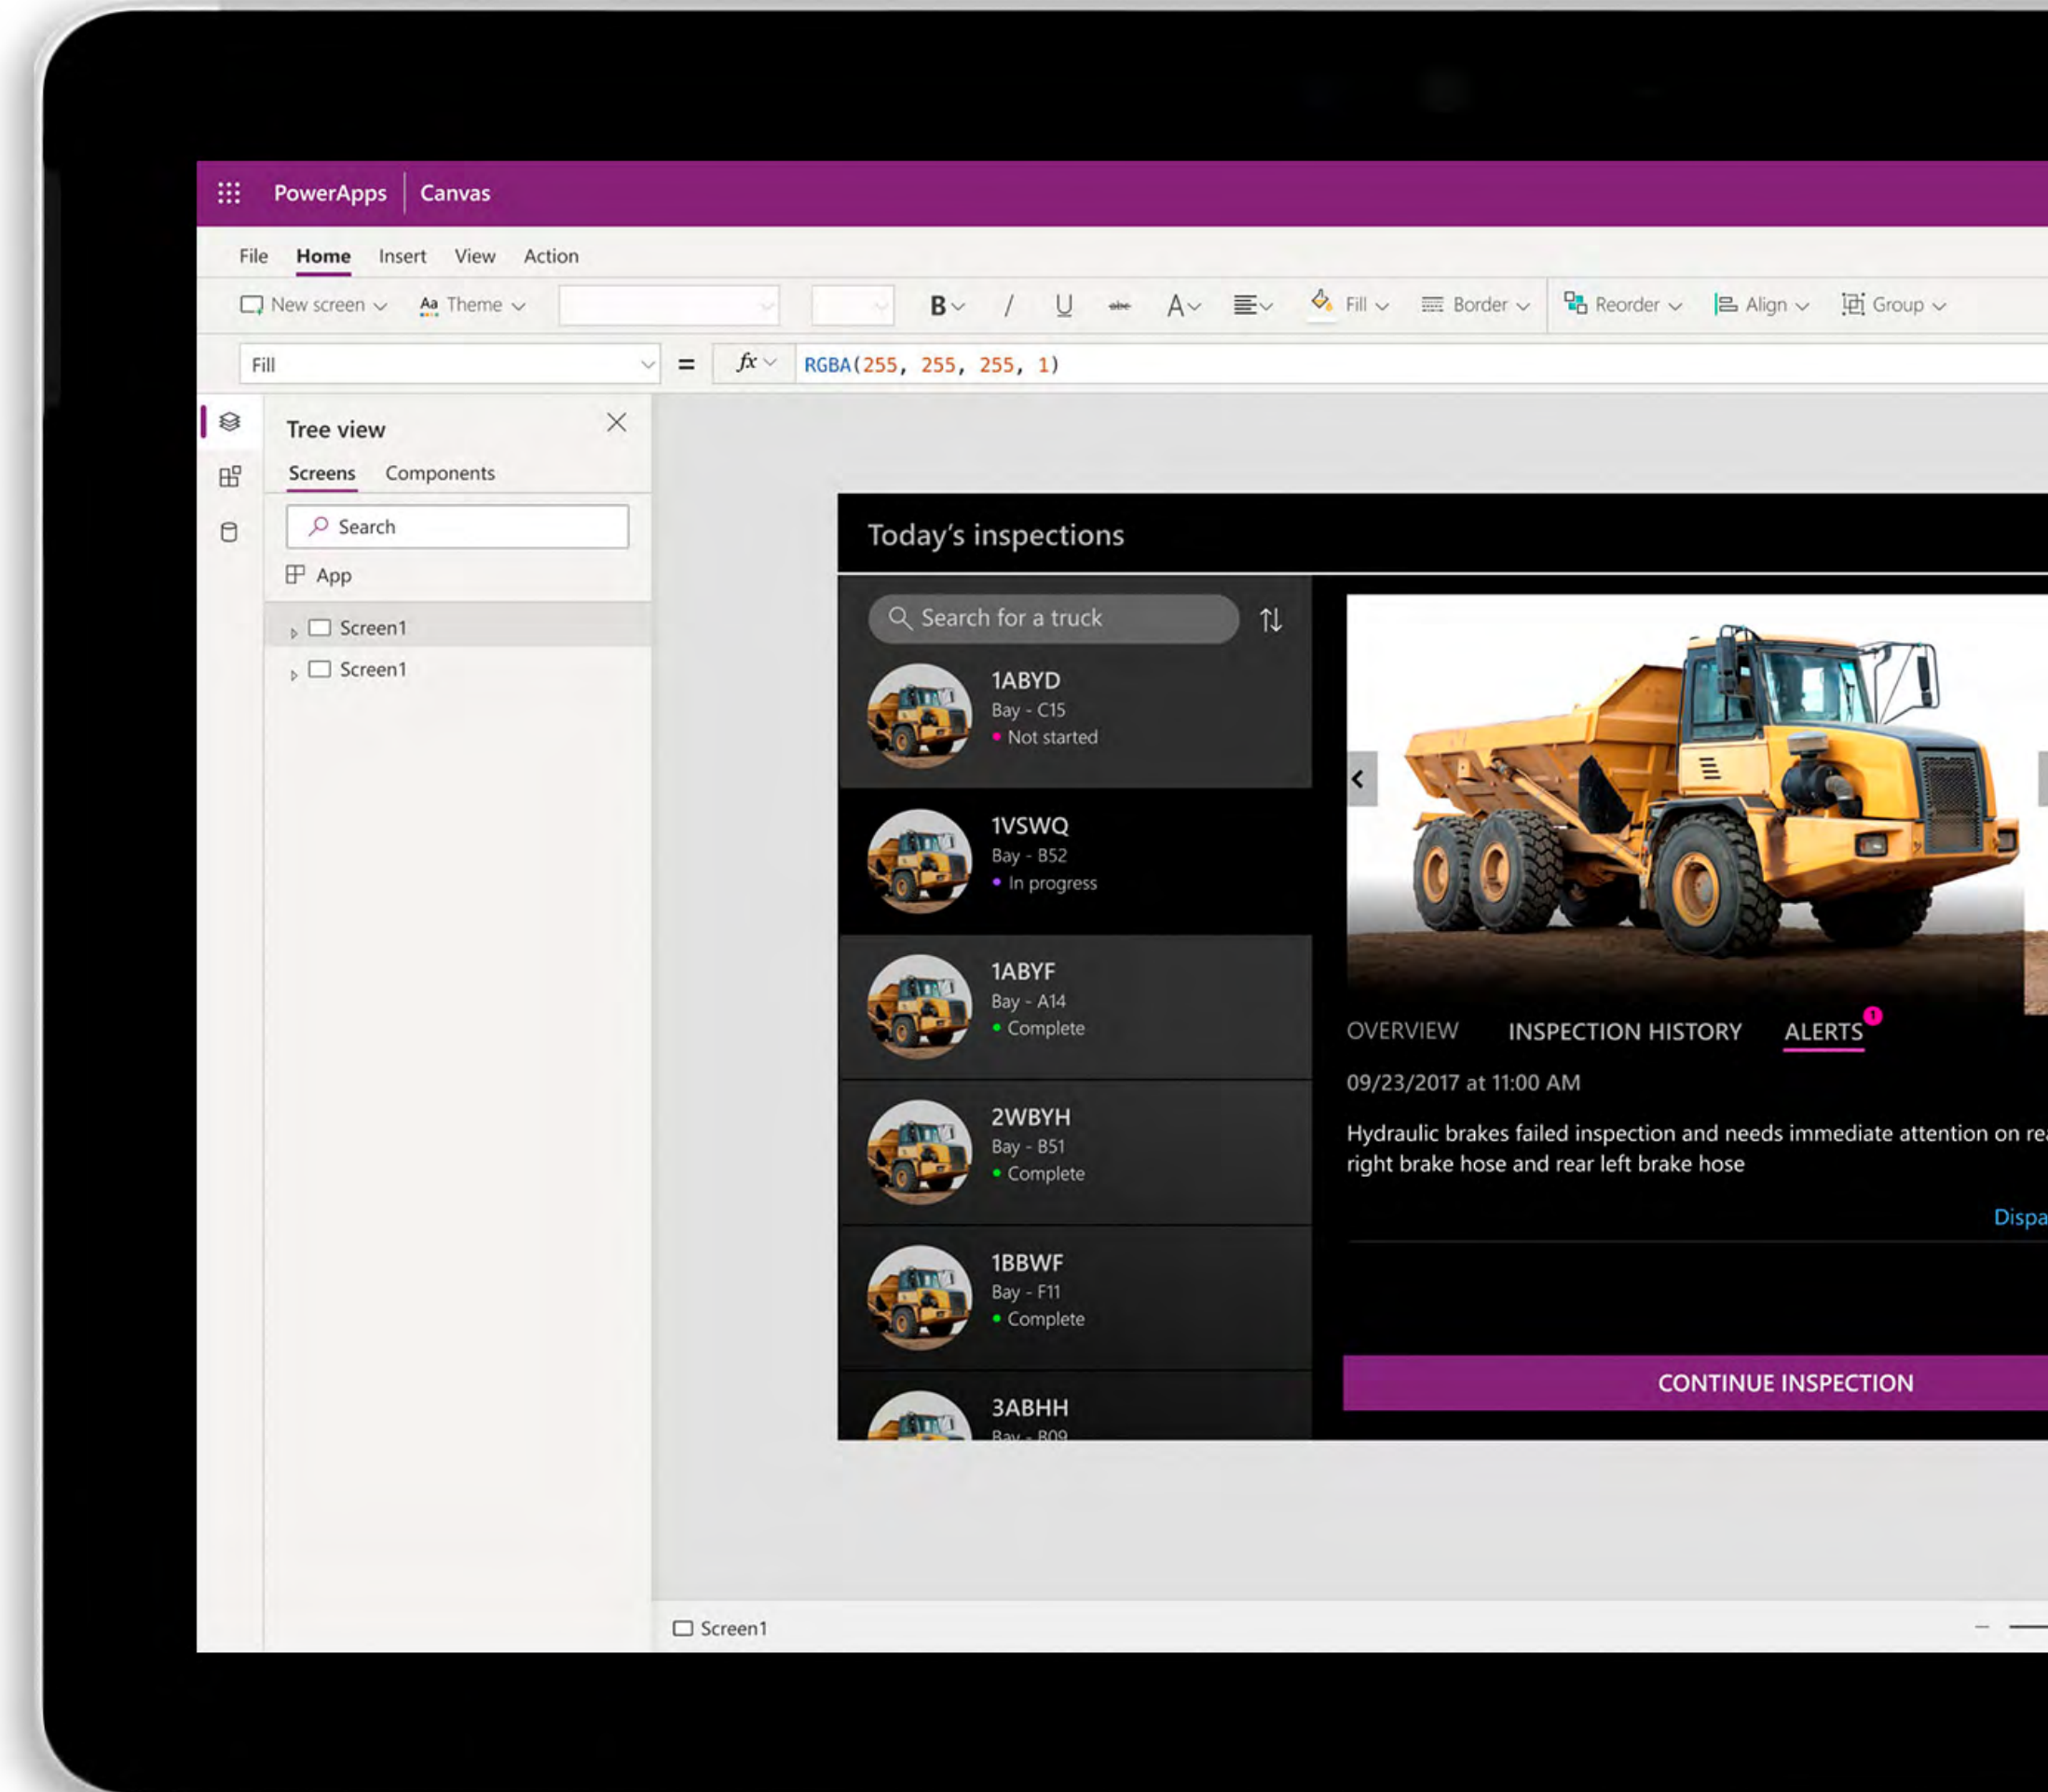 PowerApps | Canvas
File Home Insert View Action
New screen Aa Theme B / U abc A Fill Border Reorder Align Group
Fill = fx RGBA(255, 255, 255, 1)
Tree view
Screens Components
Search
App
Screen1
Screen1
Today's inspections
Search for a truck
1ABYD
Bay - C15
Not started
1VSWQ
Bay - B52
In progress
1ABYF
Bay - A14
Complete
2WBYH
Bay - B51
Complete
1BBWF
Bay - F11
Complete
3ABHH
Bay - B09
OVERVIEW INSPECTION HISTORY ALERTS 1
09/23/2017 at 11:00 AM
Hydraulic brakes failed inspection and needs immediate attention on
right brake hose and rear left brake hose
CONTINUE INSPECTION
Screen1